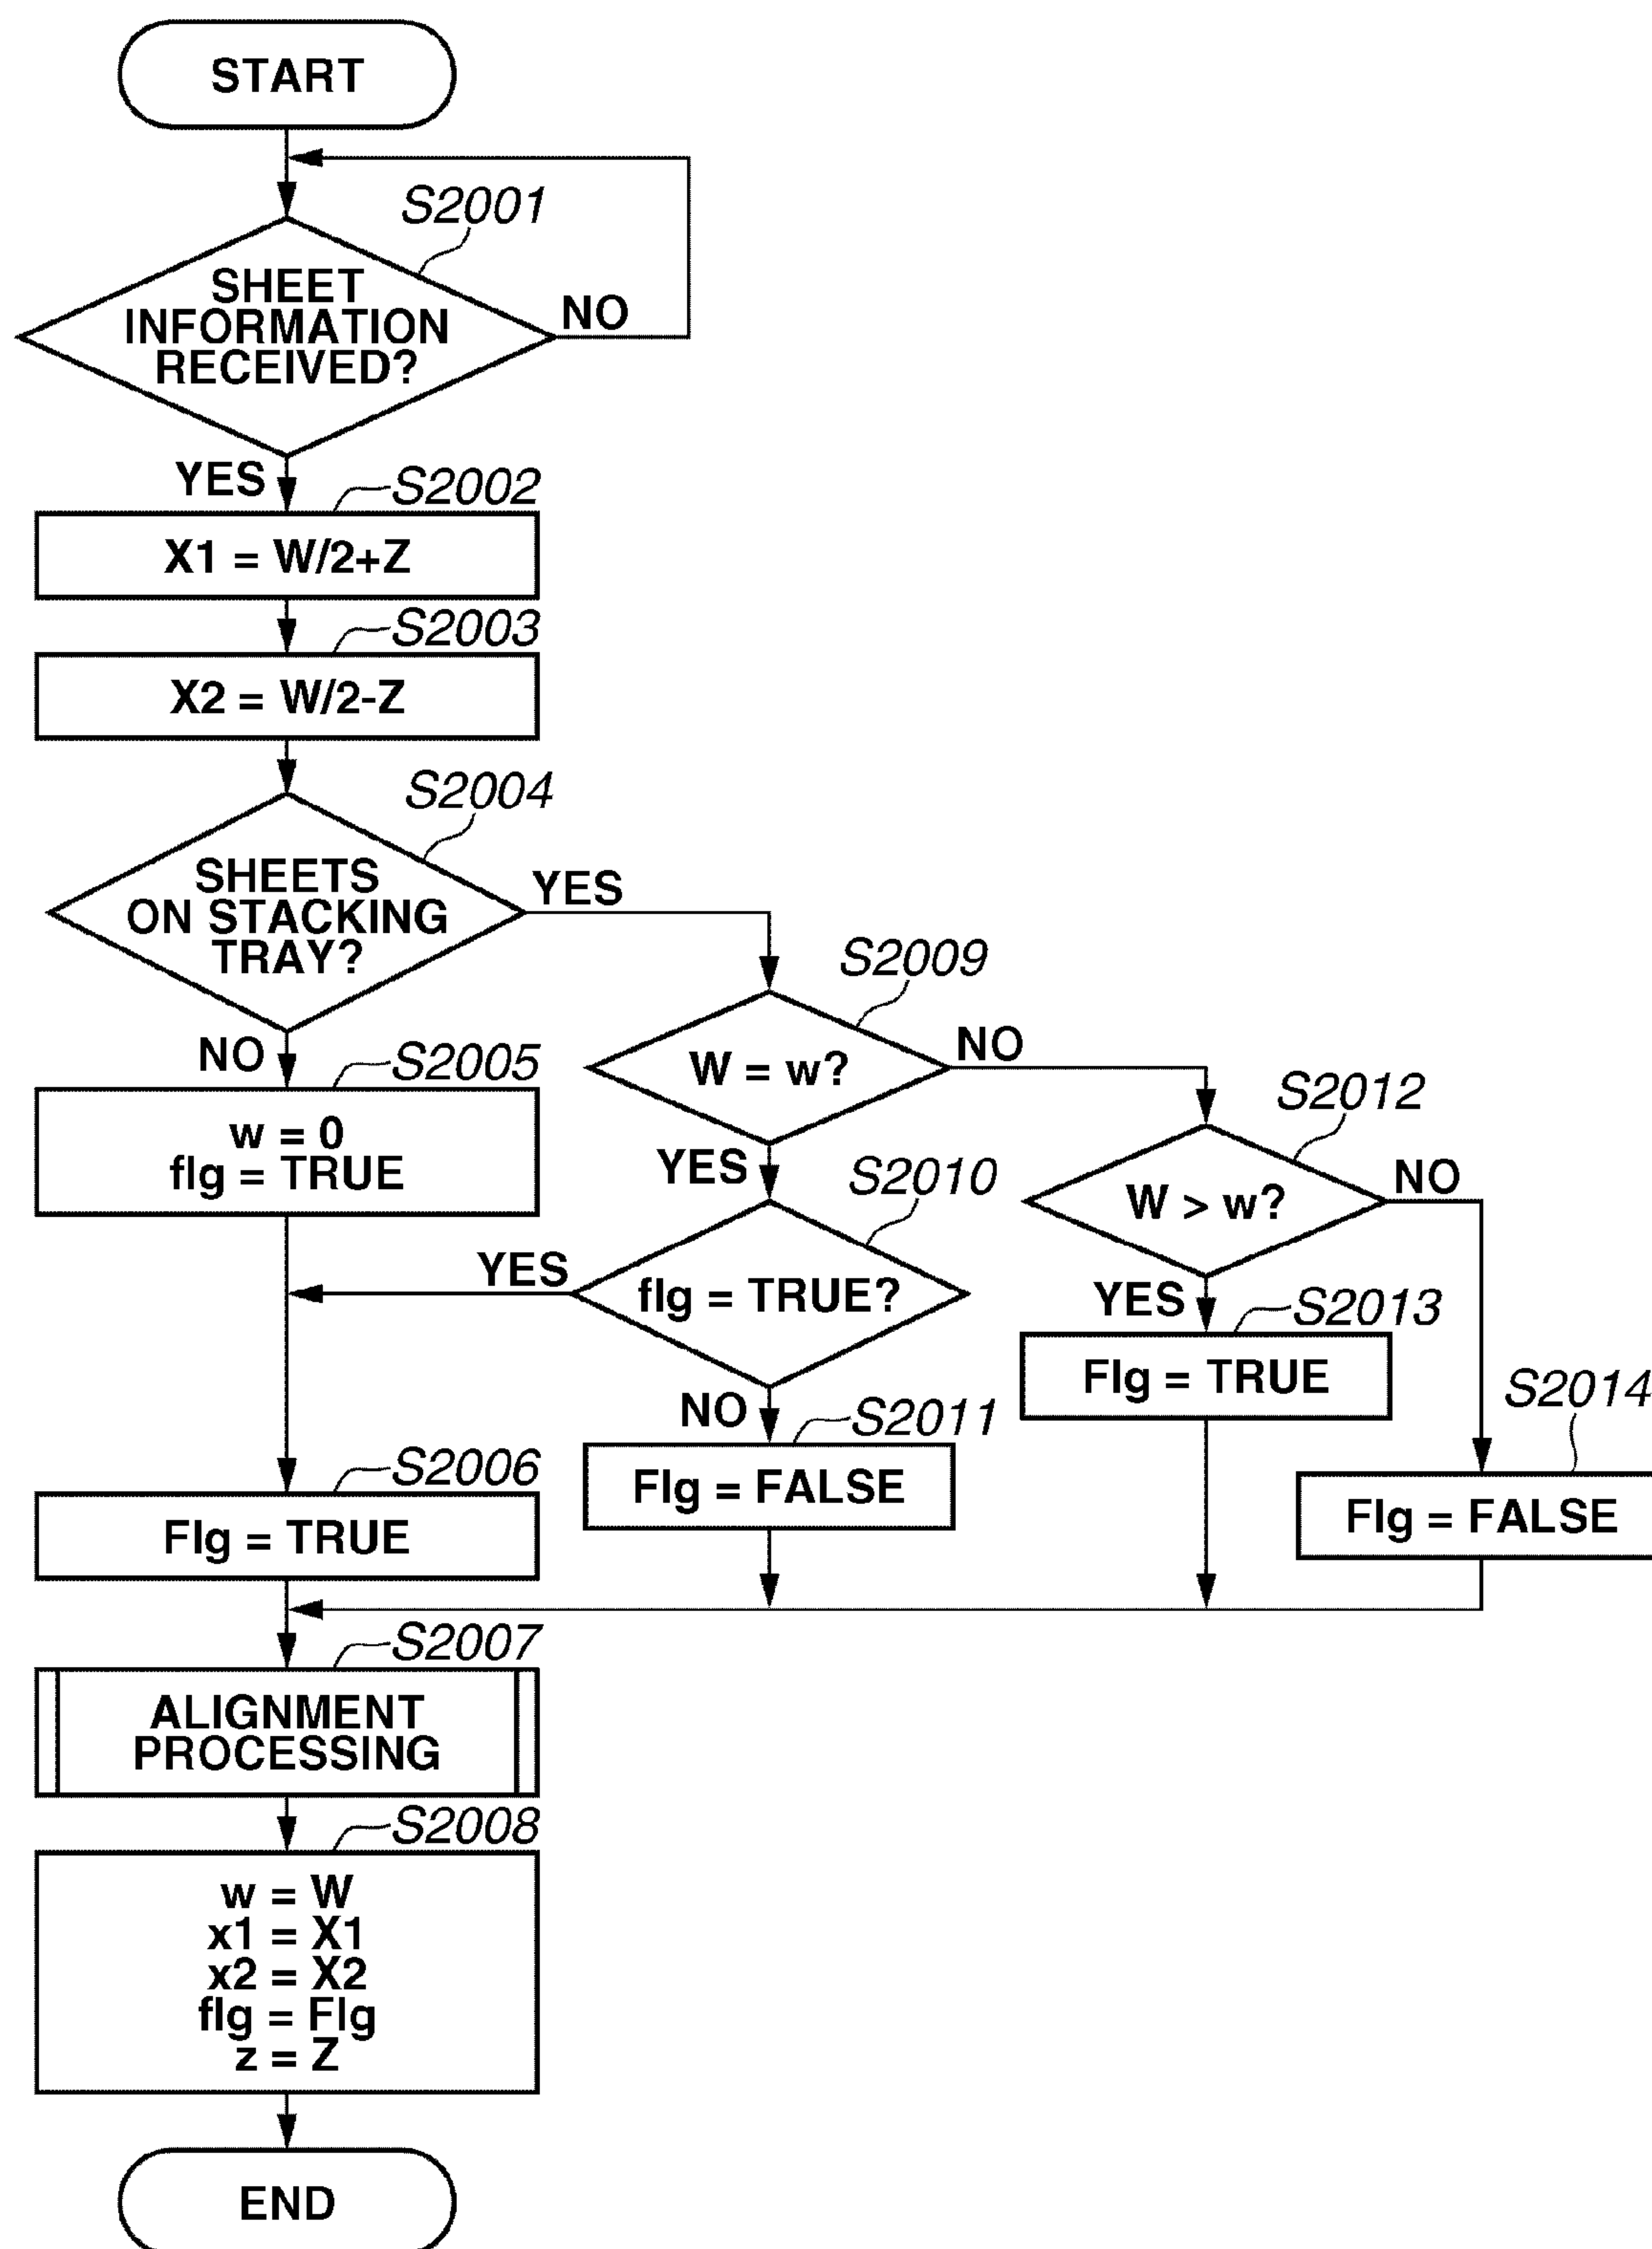 START
S2001
SHEET
INFORMATION
RECEIVED?
NO
YES
S2002
X1 = W/2+Z
S2003
X2 = W/2-Z
S2004
SHEETS
ON STACKING
TRAY?
YES
NO
S2005
w = 0
flg = TRUE
S2009
W = w?
NO
YES
S2010
flg = TRUE?
YES
NO
S2011
Flg = FALSE
S2012
W > w?
NO
YES
S2013
Flg = TRUE
S2014
Flg = FALSE
S2006
Flg = TRUE
S2007
ALIGNMENT
PROCESSING
S2008
w = W
x1 = X1
x2 = X2
flg = Flg
z = Z
END